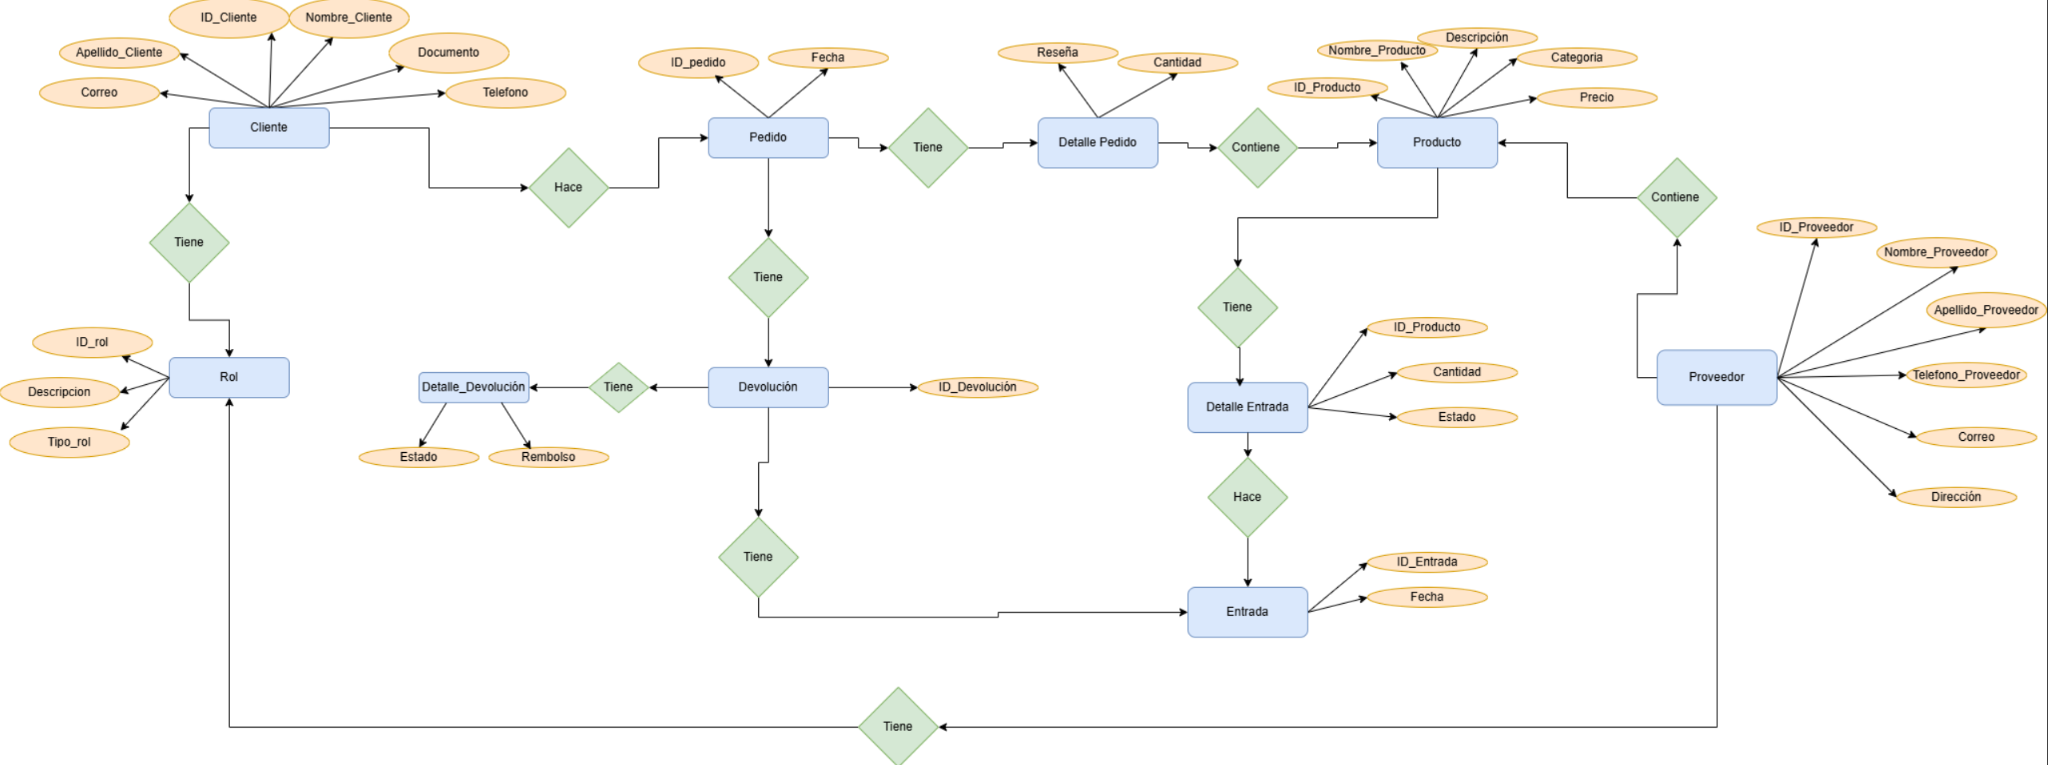 ID_Cliente
Nombre_Cliente
Apellido_Cliente
Documento
Correo
Telefono
Cliente
ID_pedido
Fecha
Pedido
Reseña
Cantidad
Detalle Pedido
Nombre_Producto
Descripción
Categoria
ID_Producto
Precio
Producto
Hace
Tiene
Contiene
Contiene
Tiene
Tiene
Tiene
ID_Proveedor
Nombre_Proveedor
Apellido_Proveedor
Telefono_Proveedor
Correo
Dirección
Proveedor
ID_rol
Descripcion
Tipo_rol
Rol
Detalle_Devolución
Tiene
Devolución
ID_Devolución
Estado
Rembolso
ID_Producto
Cantidad
Estado
Detalle Entrada
Hace
Tiene
ID_Entrada
Fecha
Entrada
Tiene